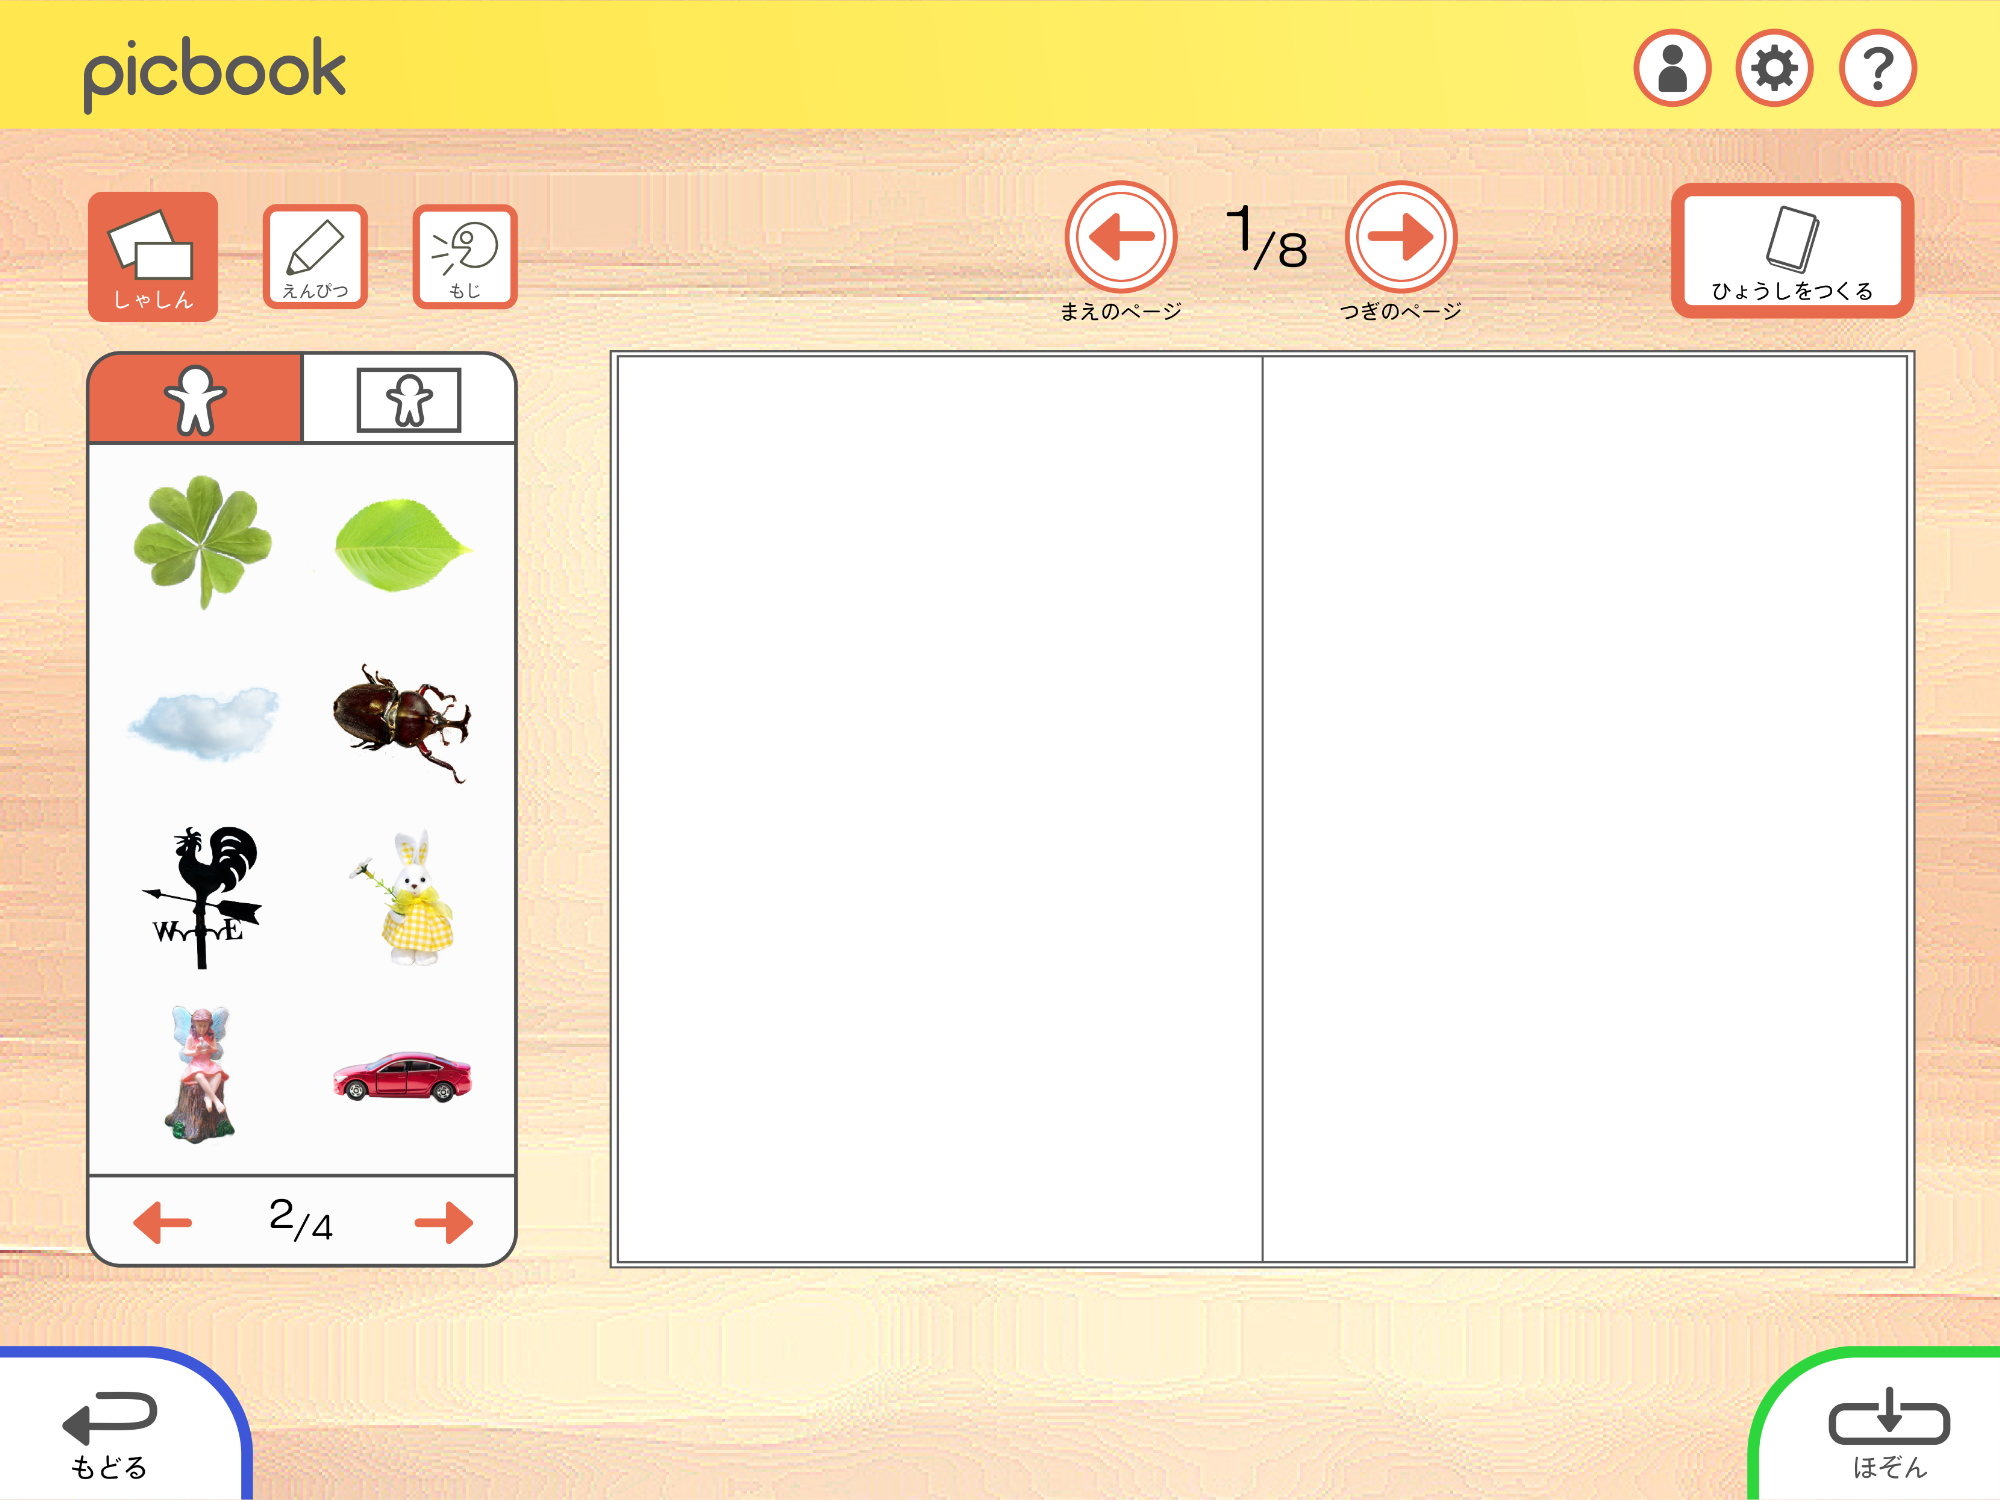 picbook
しゃしん
えんぴつ
もじ
まえのページ
1/8
つぎのページ
ひょうしをつくる
W E
2/4
もどる
ほぞん